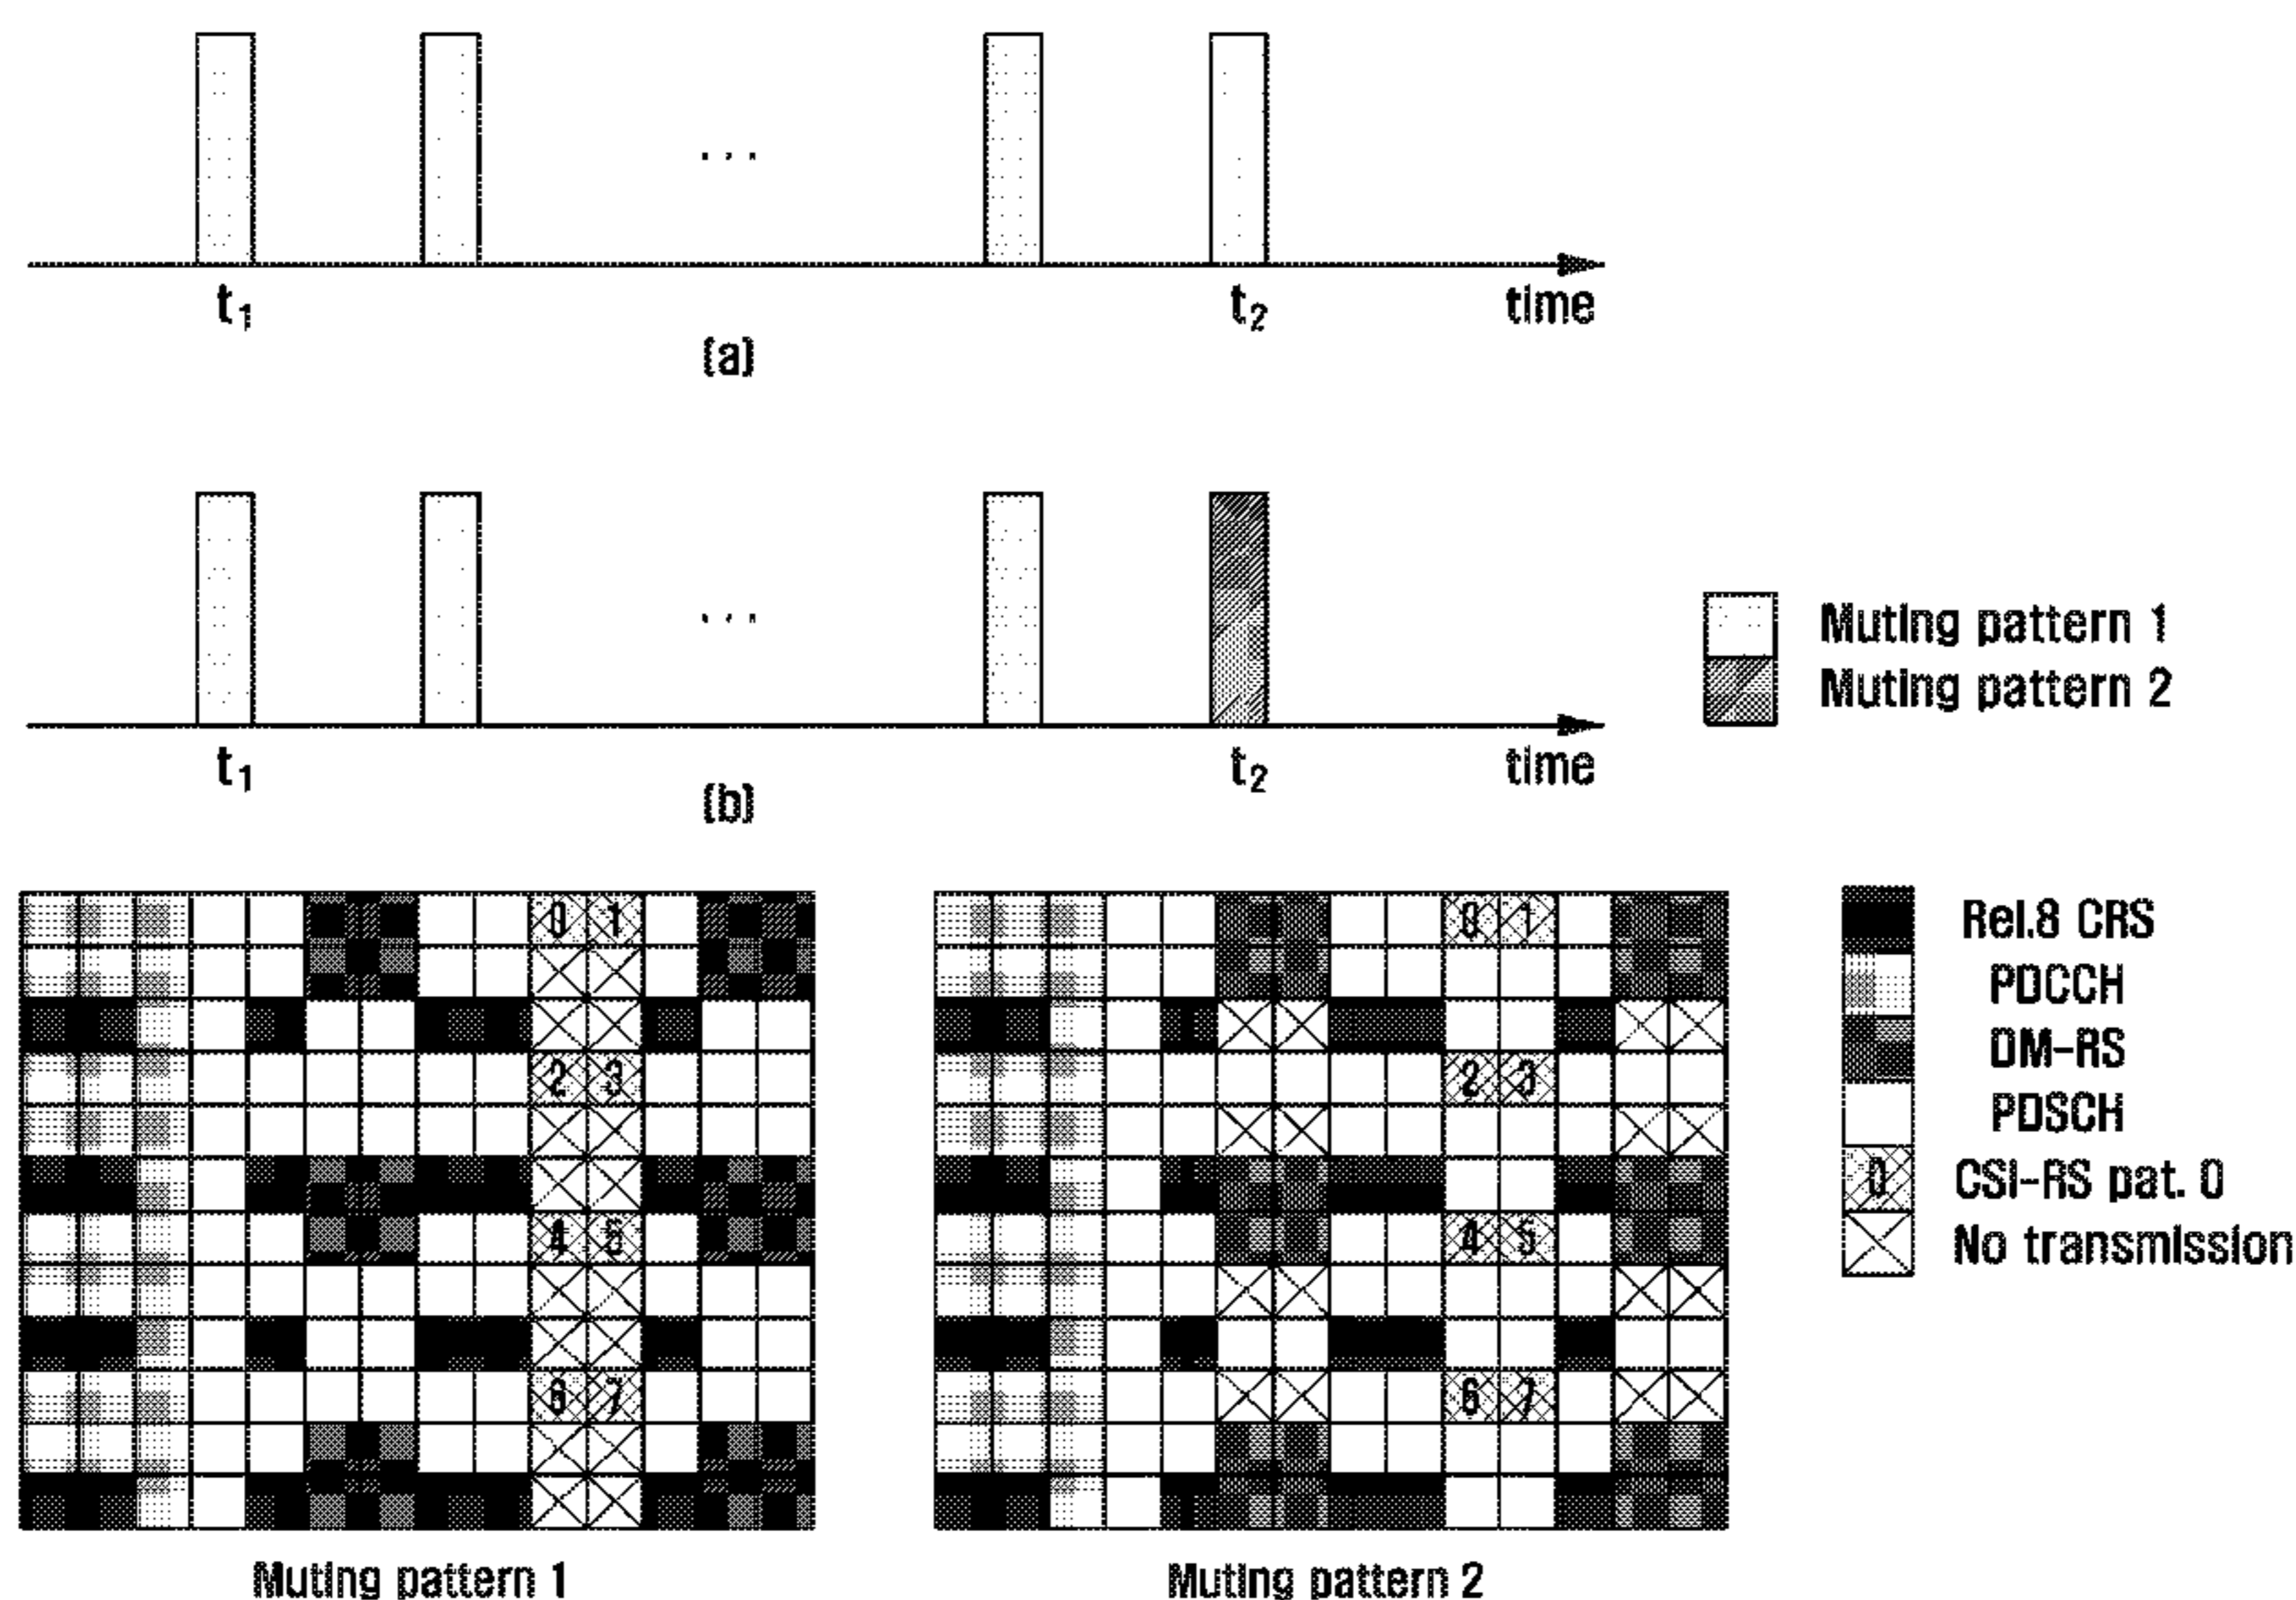 ...
t₁ t₂ time
(a)
...
t₁ t₂ time
(b)
Muting pattern 1
Muting pattern 2
0 1 0 1
2 3 2 3
4 5 4 5
6 7 6 7
Muting pattern 1 Muting pattern 2
Rel.8 CRS
PDCCH
DM-RS
PDSCH
0 CSI-RS pat. 0
No transmission